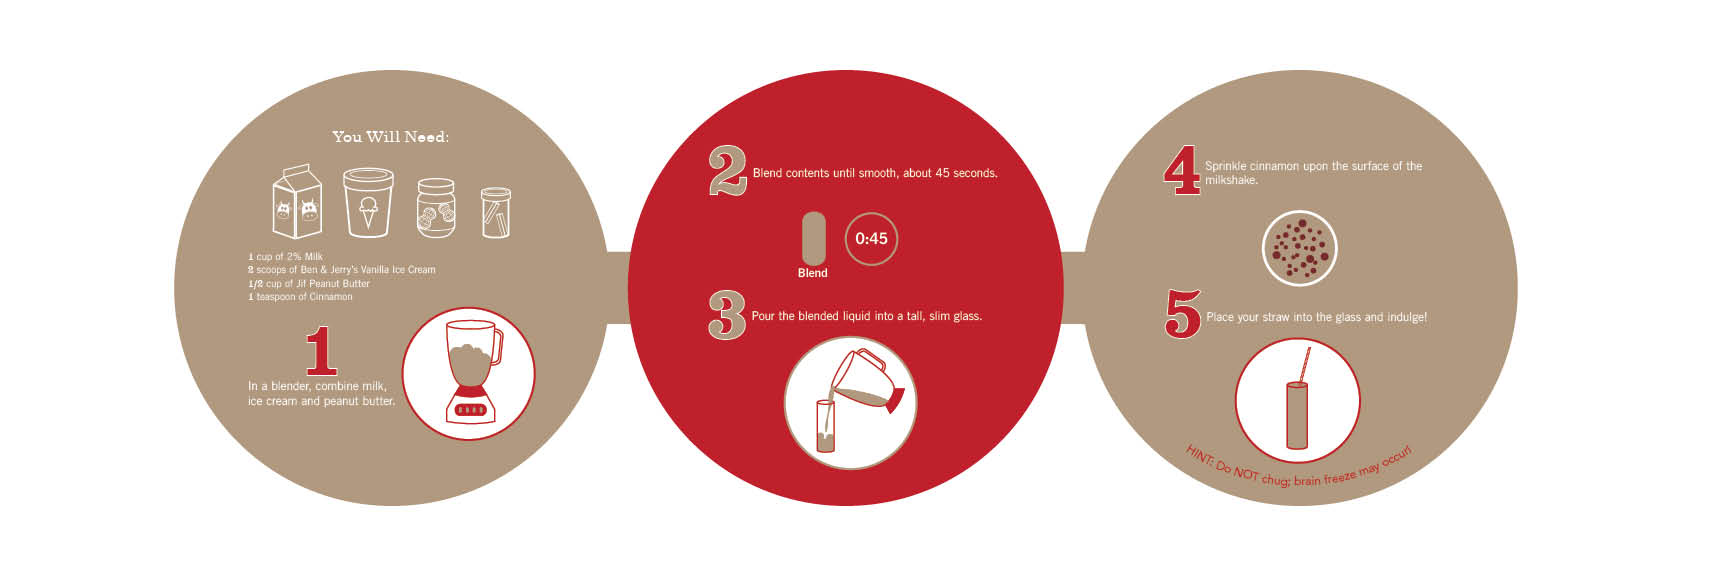 You Will Need:
1 cup of 2% Milk
2 scoops of Ben & Jerry's Vanilla Ice Cream
1/2 cup of Jif Peanut Butter
1 teaspoon of Cinnamon
1
In a blender, combine milk,
ice cream and peanut butter.
2 Blend contents until smooth, about 45 seconds.
0:45
Blend
3 Pour the blended liquid into a tall, slim glass.
4 Sprinkle cinnamon upon the surface of the
milkshake.
5 Place your straw into the glass and indulge!
HINT: Do NOT chug; brain freeze may occur!